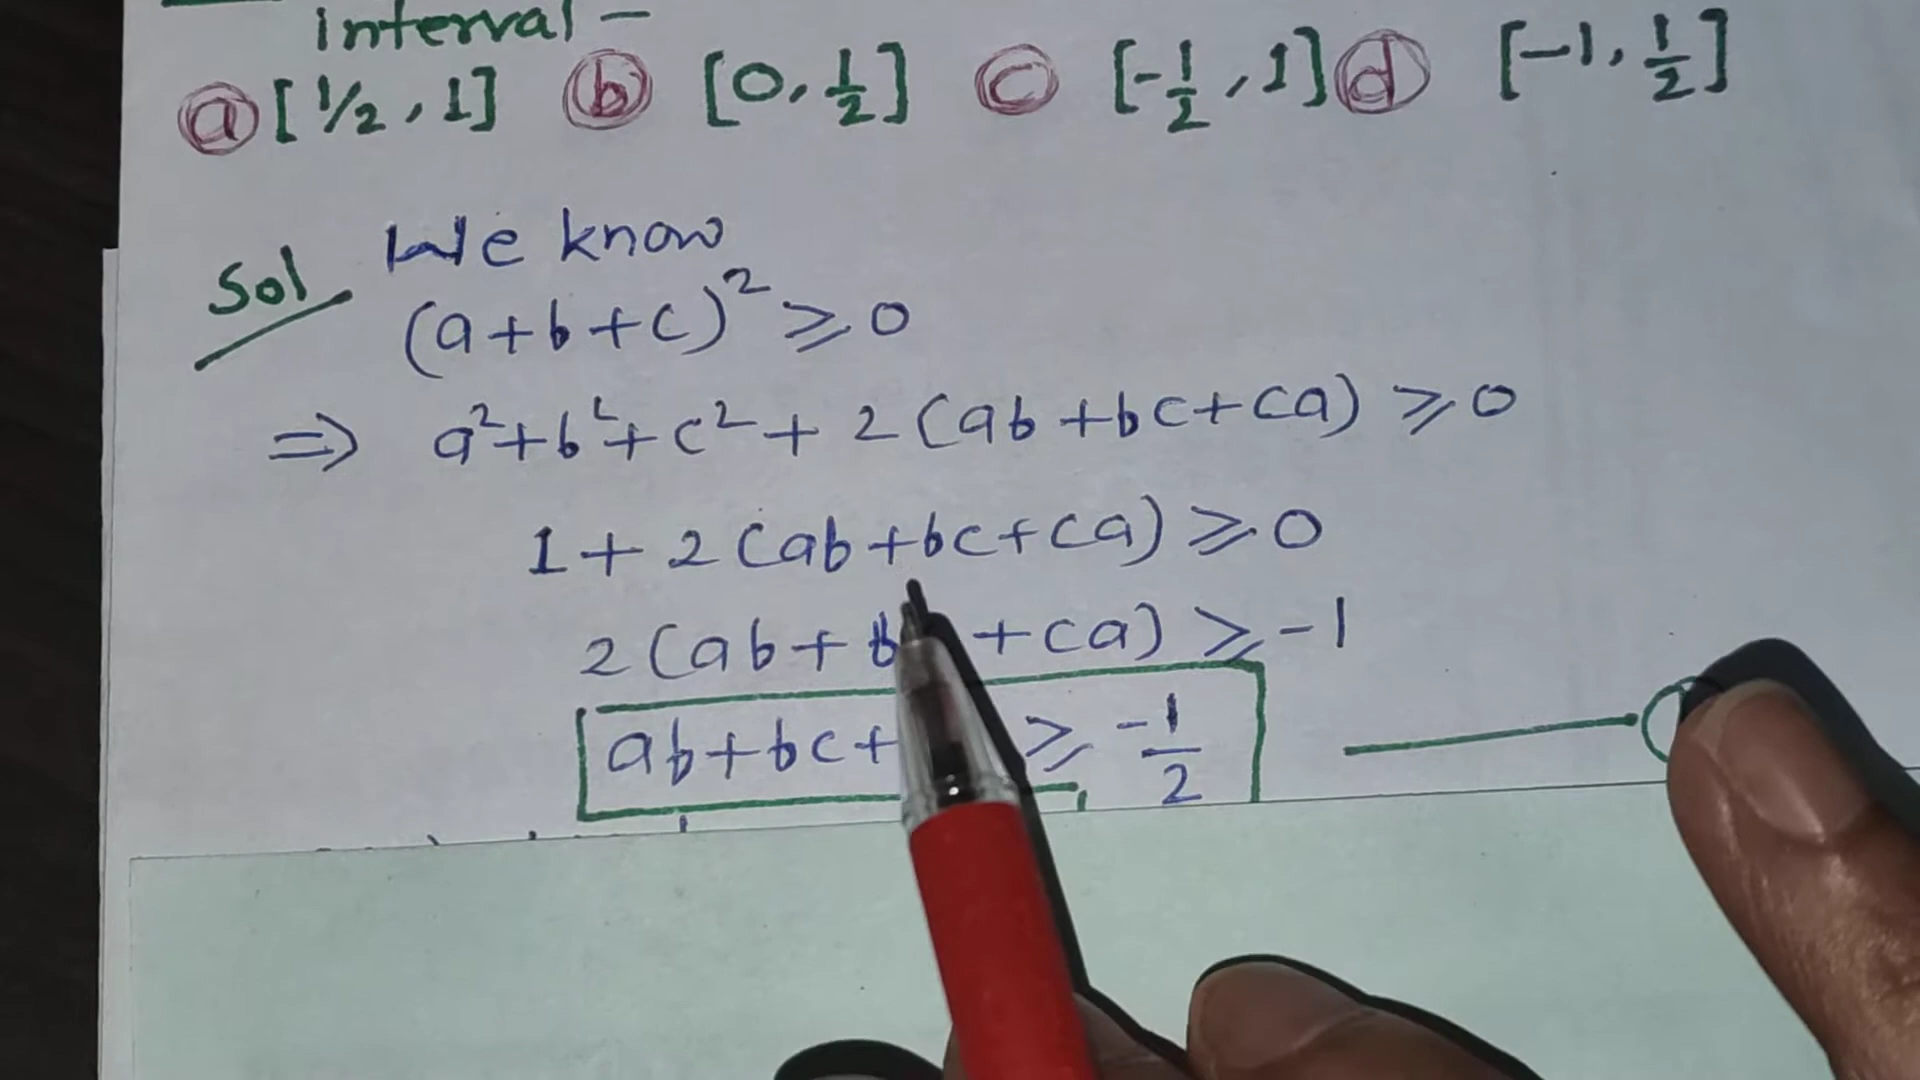 interval —
ⓐ [1/2, 1] ⓑ [0, 1/2] ⓒ [-1/2, 1] ⓓ [-1, 1/2]
Sol We know
(a+b+c)² ≥ 0
⇒ a²+b²+c²+2(ab+bc+ca) ≥ 0
1+2(ab+bc+ca) ≥ 0
2(ab+b +ca) ≥ -1
ab+bc+ ≥ -1/2